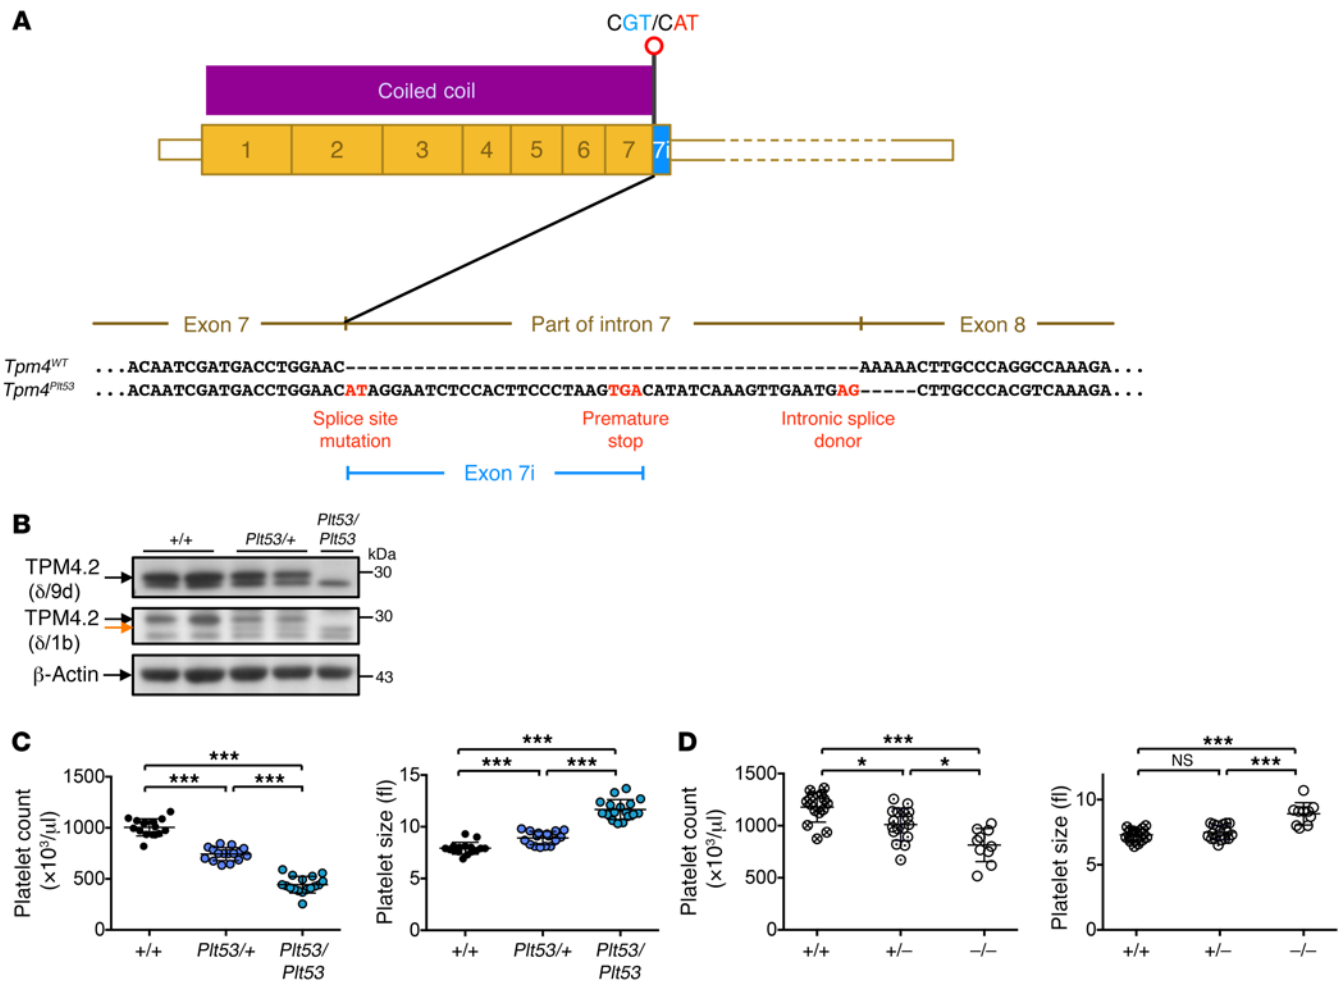 A
CGT/CAT
Coiled coil
1 2 3 4 5 6 7 7i
Exon 7 Part of intron 7 Exon 8
Tpm4WT ...ACAATCGATGACCTGGAAC------------------------------------------------AAAAACTTGCCCAGGCCAAAGA...
Tpm4Plt53 ...ACAATCGATGACCTGGAACATAGGAATCTCCACTTCCCTAAGTGACATATCAAAGTTGAATGAG-----CTTGCCCACGTCAAAGA...
Splice site Premature Intronic splice
mutation stop donor
Exon 7i
B
+/+ Plt53/+ Plt53/
Plt53
kDa
TPM4.2
(δ/9d)
30
TPM4.2
(δ/1b)
30
β-Actin
43
C
*** 
*** ***
Platelet count
(×10³/μl)
1500
1000
500
0
+/+ Plt53/+ Plt53/
Plt53
***
*** ***
Platelet size (fl)
15
10
5
0
+/+ Plt53/+ Plt53/
Plt53
D
***
* *
Platelet count
(×10³/μl)
1500
1000
500
0
+/+ +/− −/−
***
NS ***
Platelet size (fl)
10
5
0
+/+ +/− −/−